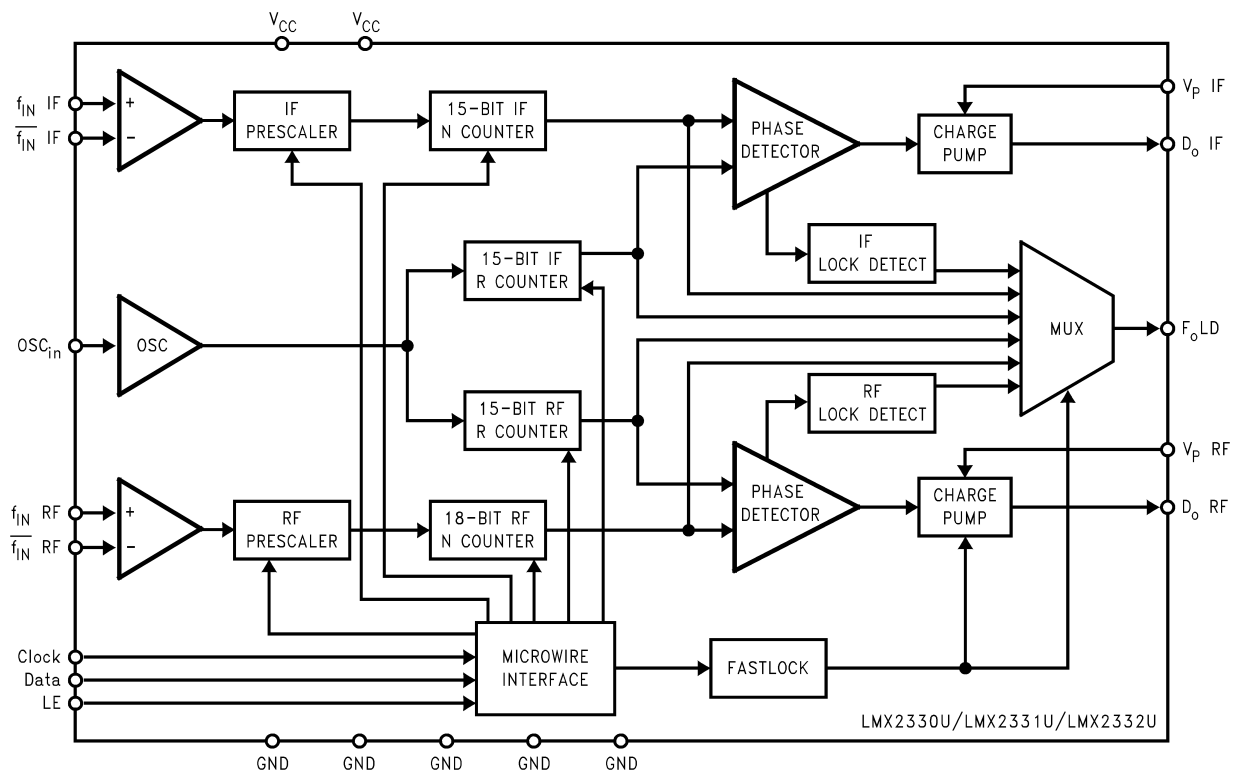 VCC
VCC
fIN IF
fIN IF
+
−
IF
PRESCALER
15-BIT IF
N COUNTER
PHASE
DETECTOR
CHARGE
PUMP
VP IF
Do IF
15-BIT IF
R COUNTER
IF
LOCK DETECT
OSCin
OSC
MUX
FoLD
15-BIT RF
R COUNTER
RF
LOCK DETECT
fIN RF
fIN RF
+
−
RF
PRESCALER
18-BIT RF
N COUNTER
PHASE
DETECTOR
CHARGE
PUMP
VP RF
Do RF
Clock
Data
LE
MICROWIRE
INTERFACE
FASTLOCK
LMX2330U/LMX2331U/LMX2332U
GND
GND
GND
GND
GND